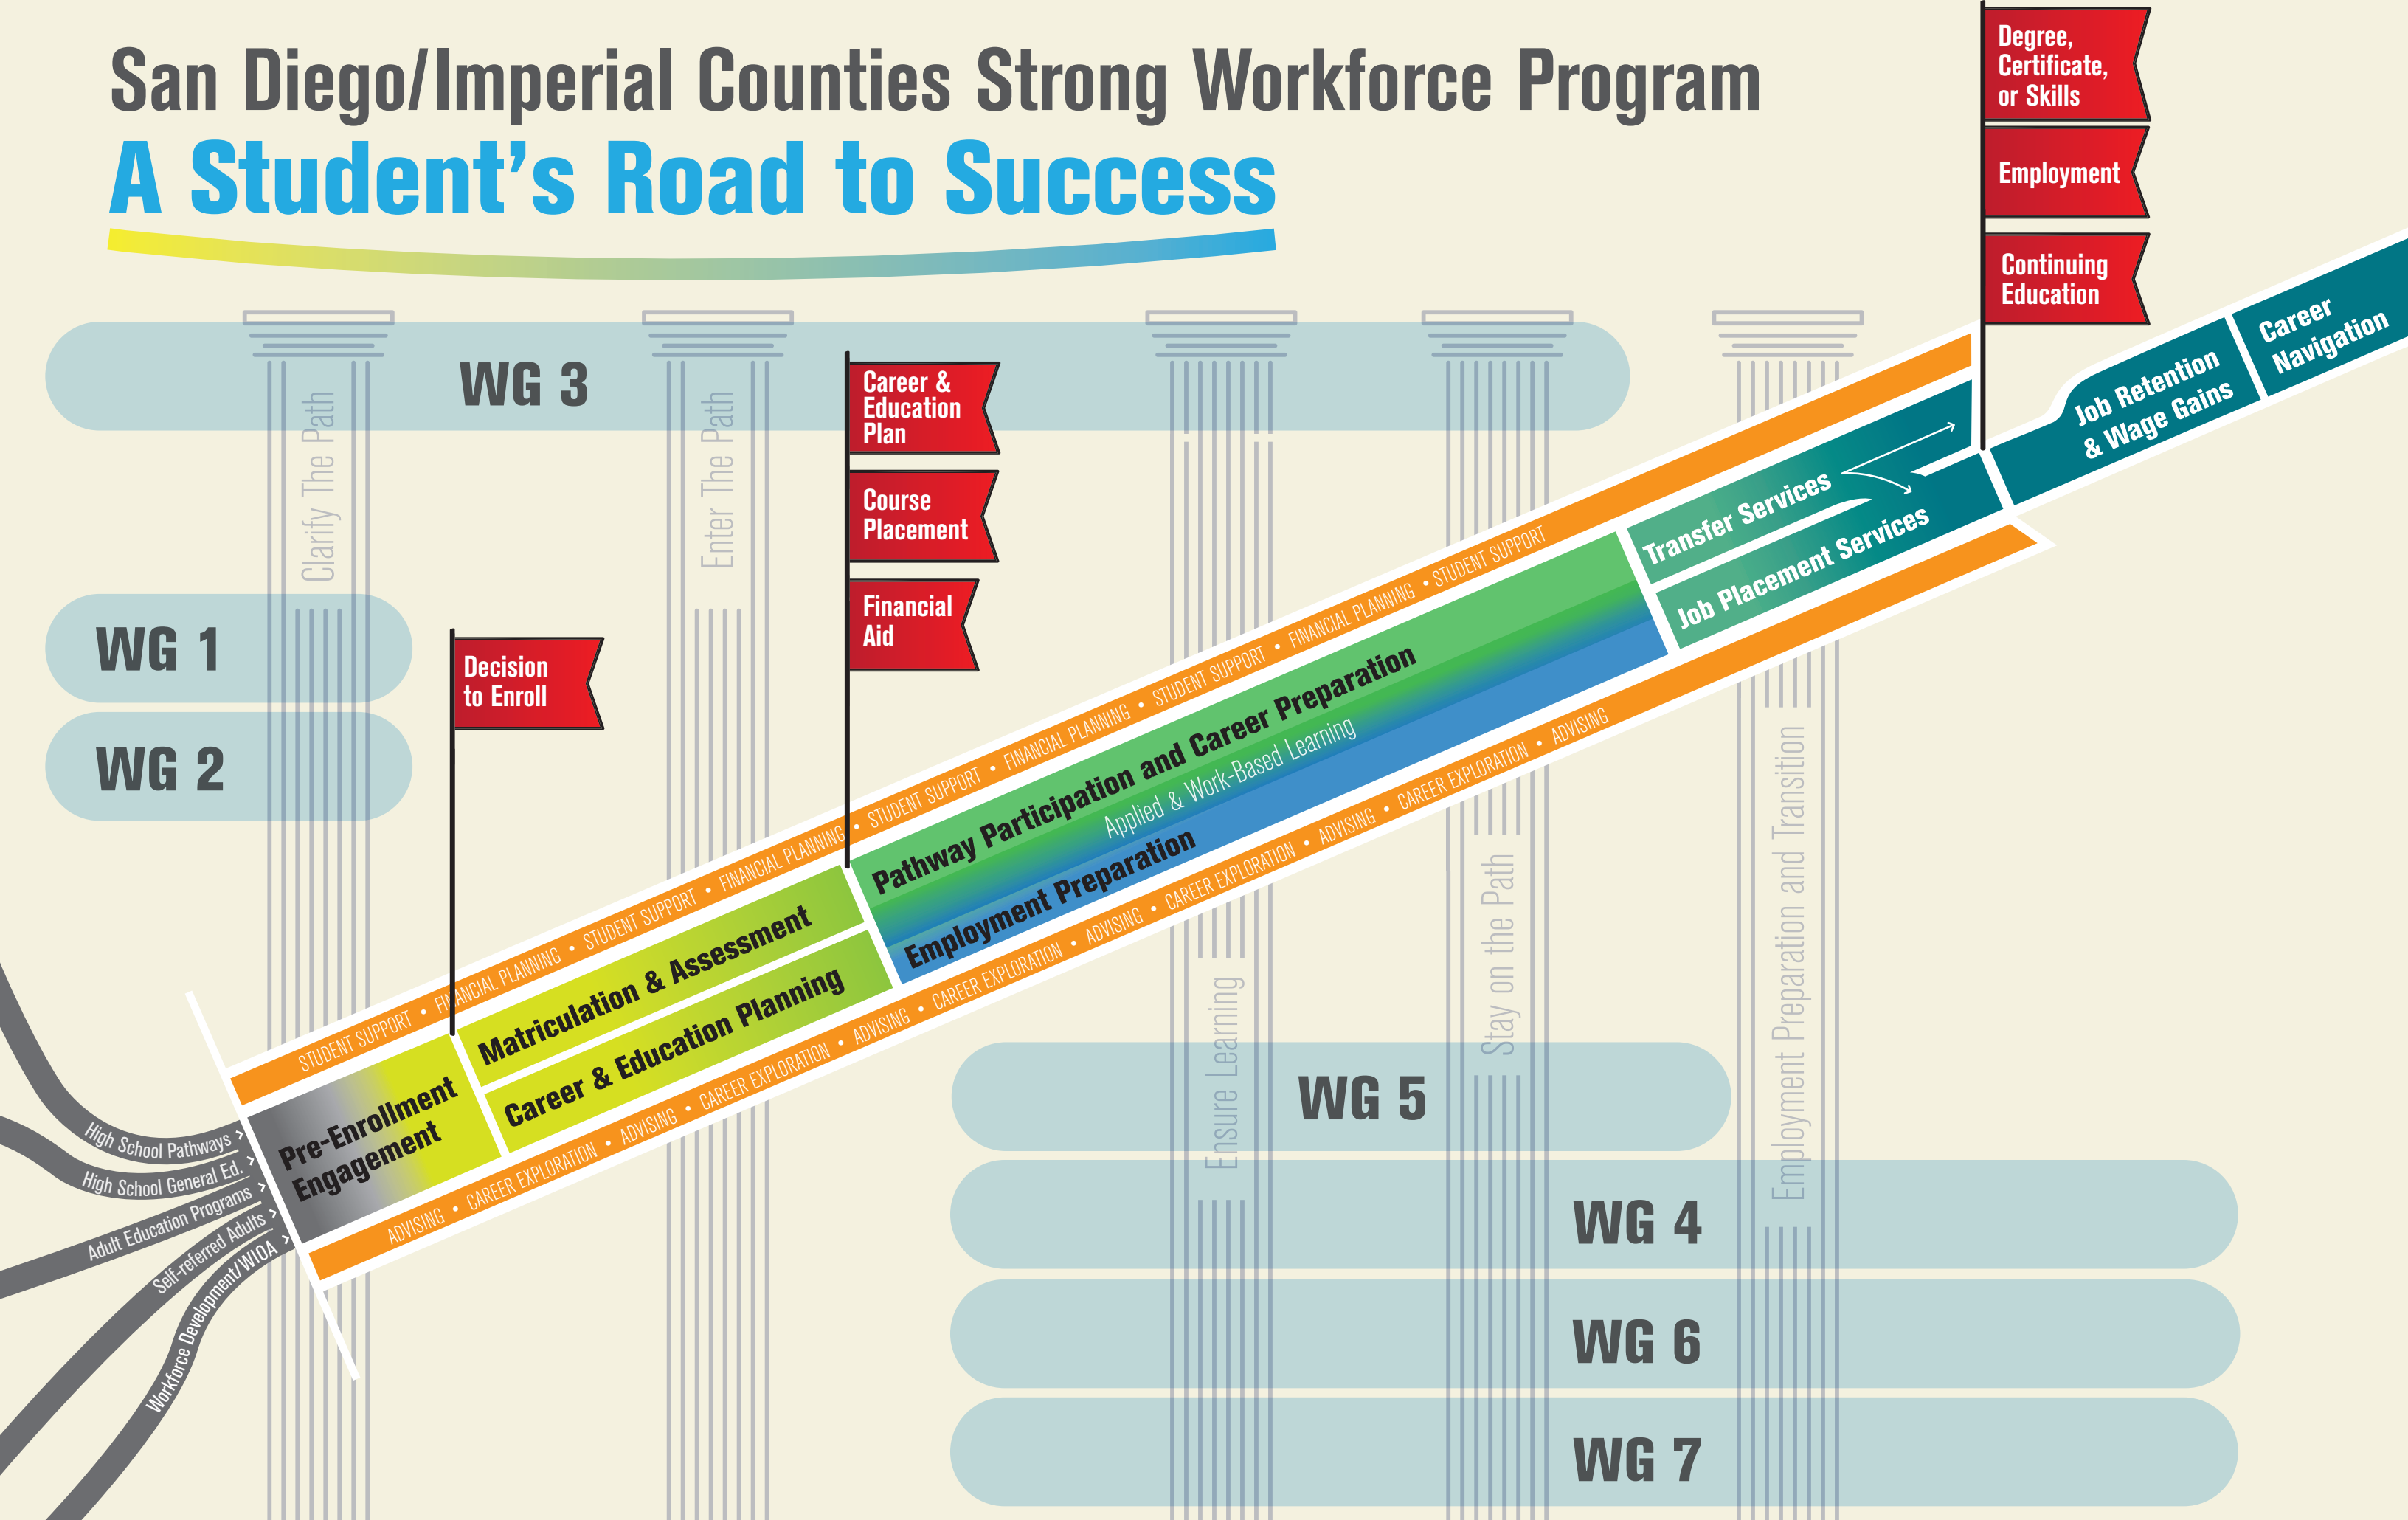 San Diego/Imperial Counties Strong Workforce Program
A Student's Road to Success
Degree,
Certificate,
or Skills
Employment
Continuing
Education
Career
Navigation
Job Retention
& Wage Gains
WG 3
Clarify The Path
Enter The Path
Career &
Education
Plan
Course
Placement
Financial
Aid
Transfer Services
Job Placement Services
WG 1
WG 2
Decision
to Enroll
STUDENT SUPPORT • FINANCIAL PLANNING • STUDENT SUPPORT • FINANCIAL PLANNING • STUDENT SUPPORT • FINANCIAL PLANNING • STUDENT SUPPORT • FINANCIAL PLANNING • STUDENT SUPPORT
Pathway Participation and Career Preparation
Applied & Work-Based Learning
Employment Preparation
Matriculation & Assessment
Career & Education Planning
Pre-Enrollment
Engagement
ADVISING • CAREER EXPLORATION • ADVISING • CAREER EXPLORATION • ADVISING • CAREER EXPLORATION • ADVISING • CAREER EXPLORATION • ADVISING • CAREER EXPLORATION • ADVISING
High School Pathways >
High School General Ed. >
Adult Education Programs >
Self-referred Adults >
Workforce Development/WIOA >
Ensure Learning
Stay on the Path
Employment Preparation and Transition
WG 5
WG 4
WG 6
WG 7